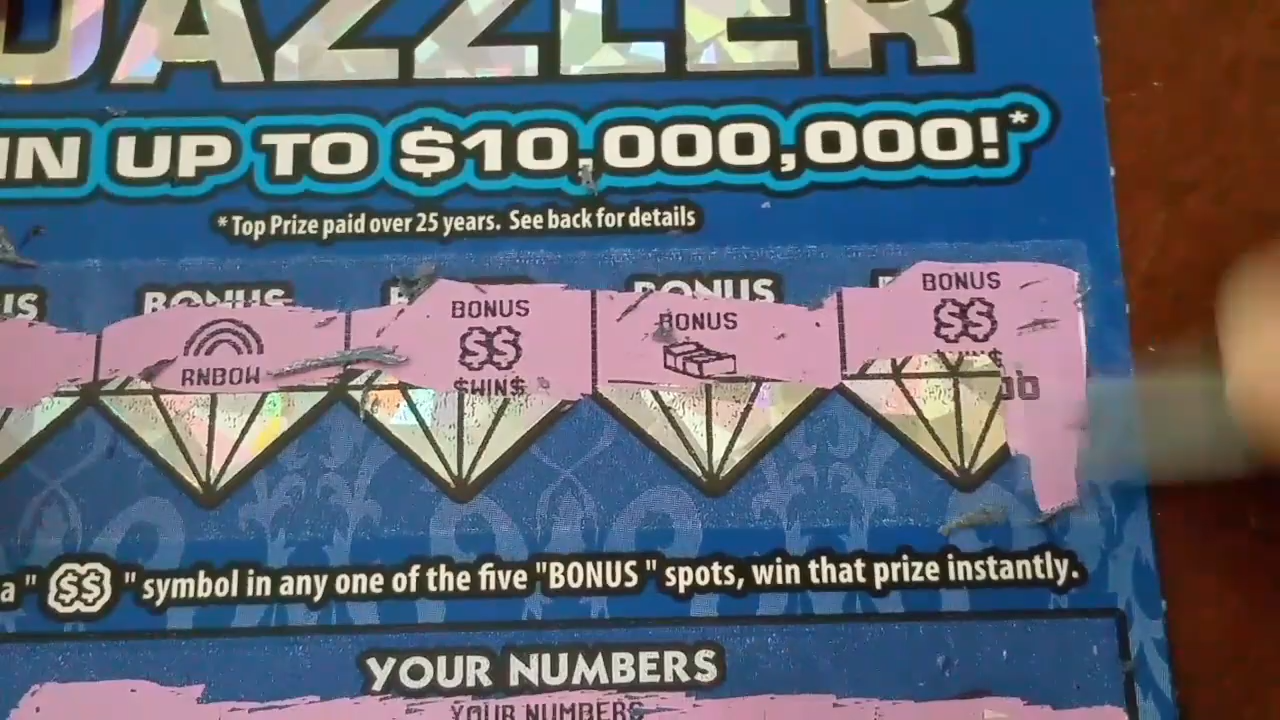 DAZZLER
IN UP TO $10,000,000!*
* Top Prize paid over 25 years. See back for details
US BONUS BONUS
BONUS BONUS BONUS
$$ $$
RNBOW $WIN$ WIN$
a " $$ " symbol in any one of the five "BONUS " spots, win that prize instantly.
YOUR NUMBERS
YOUR NUMBERS